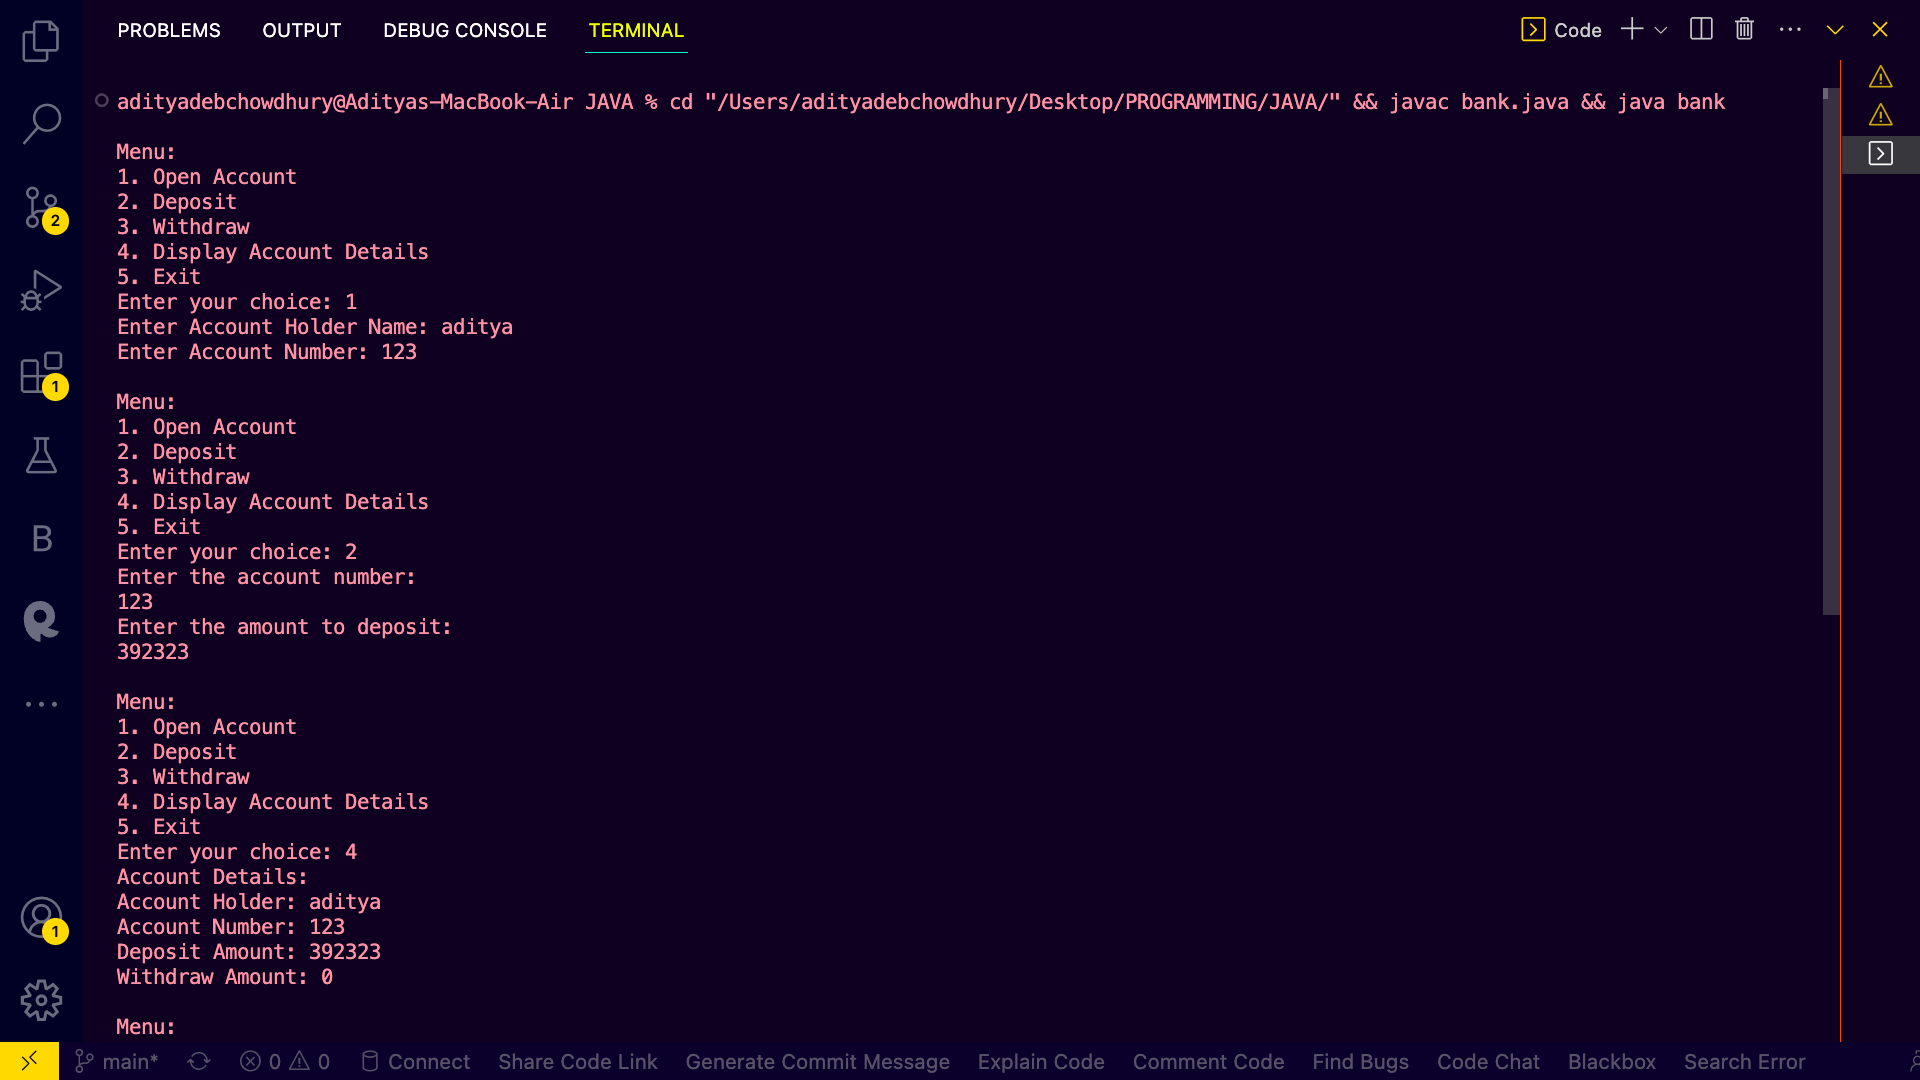 PROBLEMS OUTPUT DEBUG CONSOLE TERMINAL Code
adityadebchowdhury@Adityas-MacBook-Air JAVA % cd "/Users/adityadebchowdhury/Desktop/PROGRAMMING/JAVA/" && javac bank.java && java bank
Menu:
1. Open Account
2. Deposit
3. Withdraw
4. Display Account Details
5. Exit
Enter your choice: 1
Enter Account Holder Name: aditya
Enter Account Number: 123
Menu:
1. Open Account
2. Deposit
3. Withdraw
4. Display Account Details
5. Exit
Enter your choice: 2
Enter the account number:
123
Enter the amount to deposit:
392323
Menu:
1. Open Account
2. Deposit
3. Withdraw
4. Display Account Details
5. Exit
Enter your choice: 4
Account Details:
Account Holder: aditya
Account Number: 123
Deposit Amount: 392323
Withdraw Amount: 0
Menu:
2
1
B
1
main* 0 0 Connect Share Code Link Generate Commit Message Explain Code Comment Code Find Bugs Code Chat Blackbox Search Error